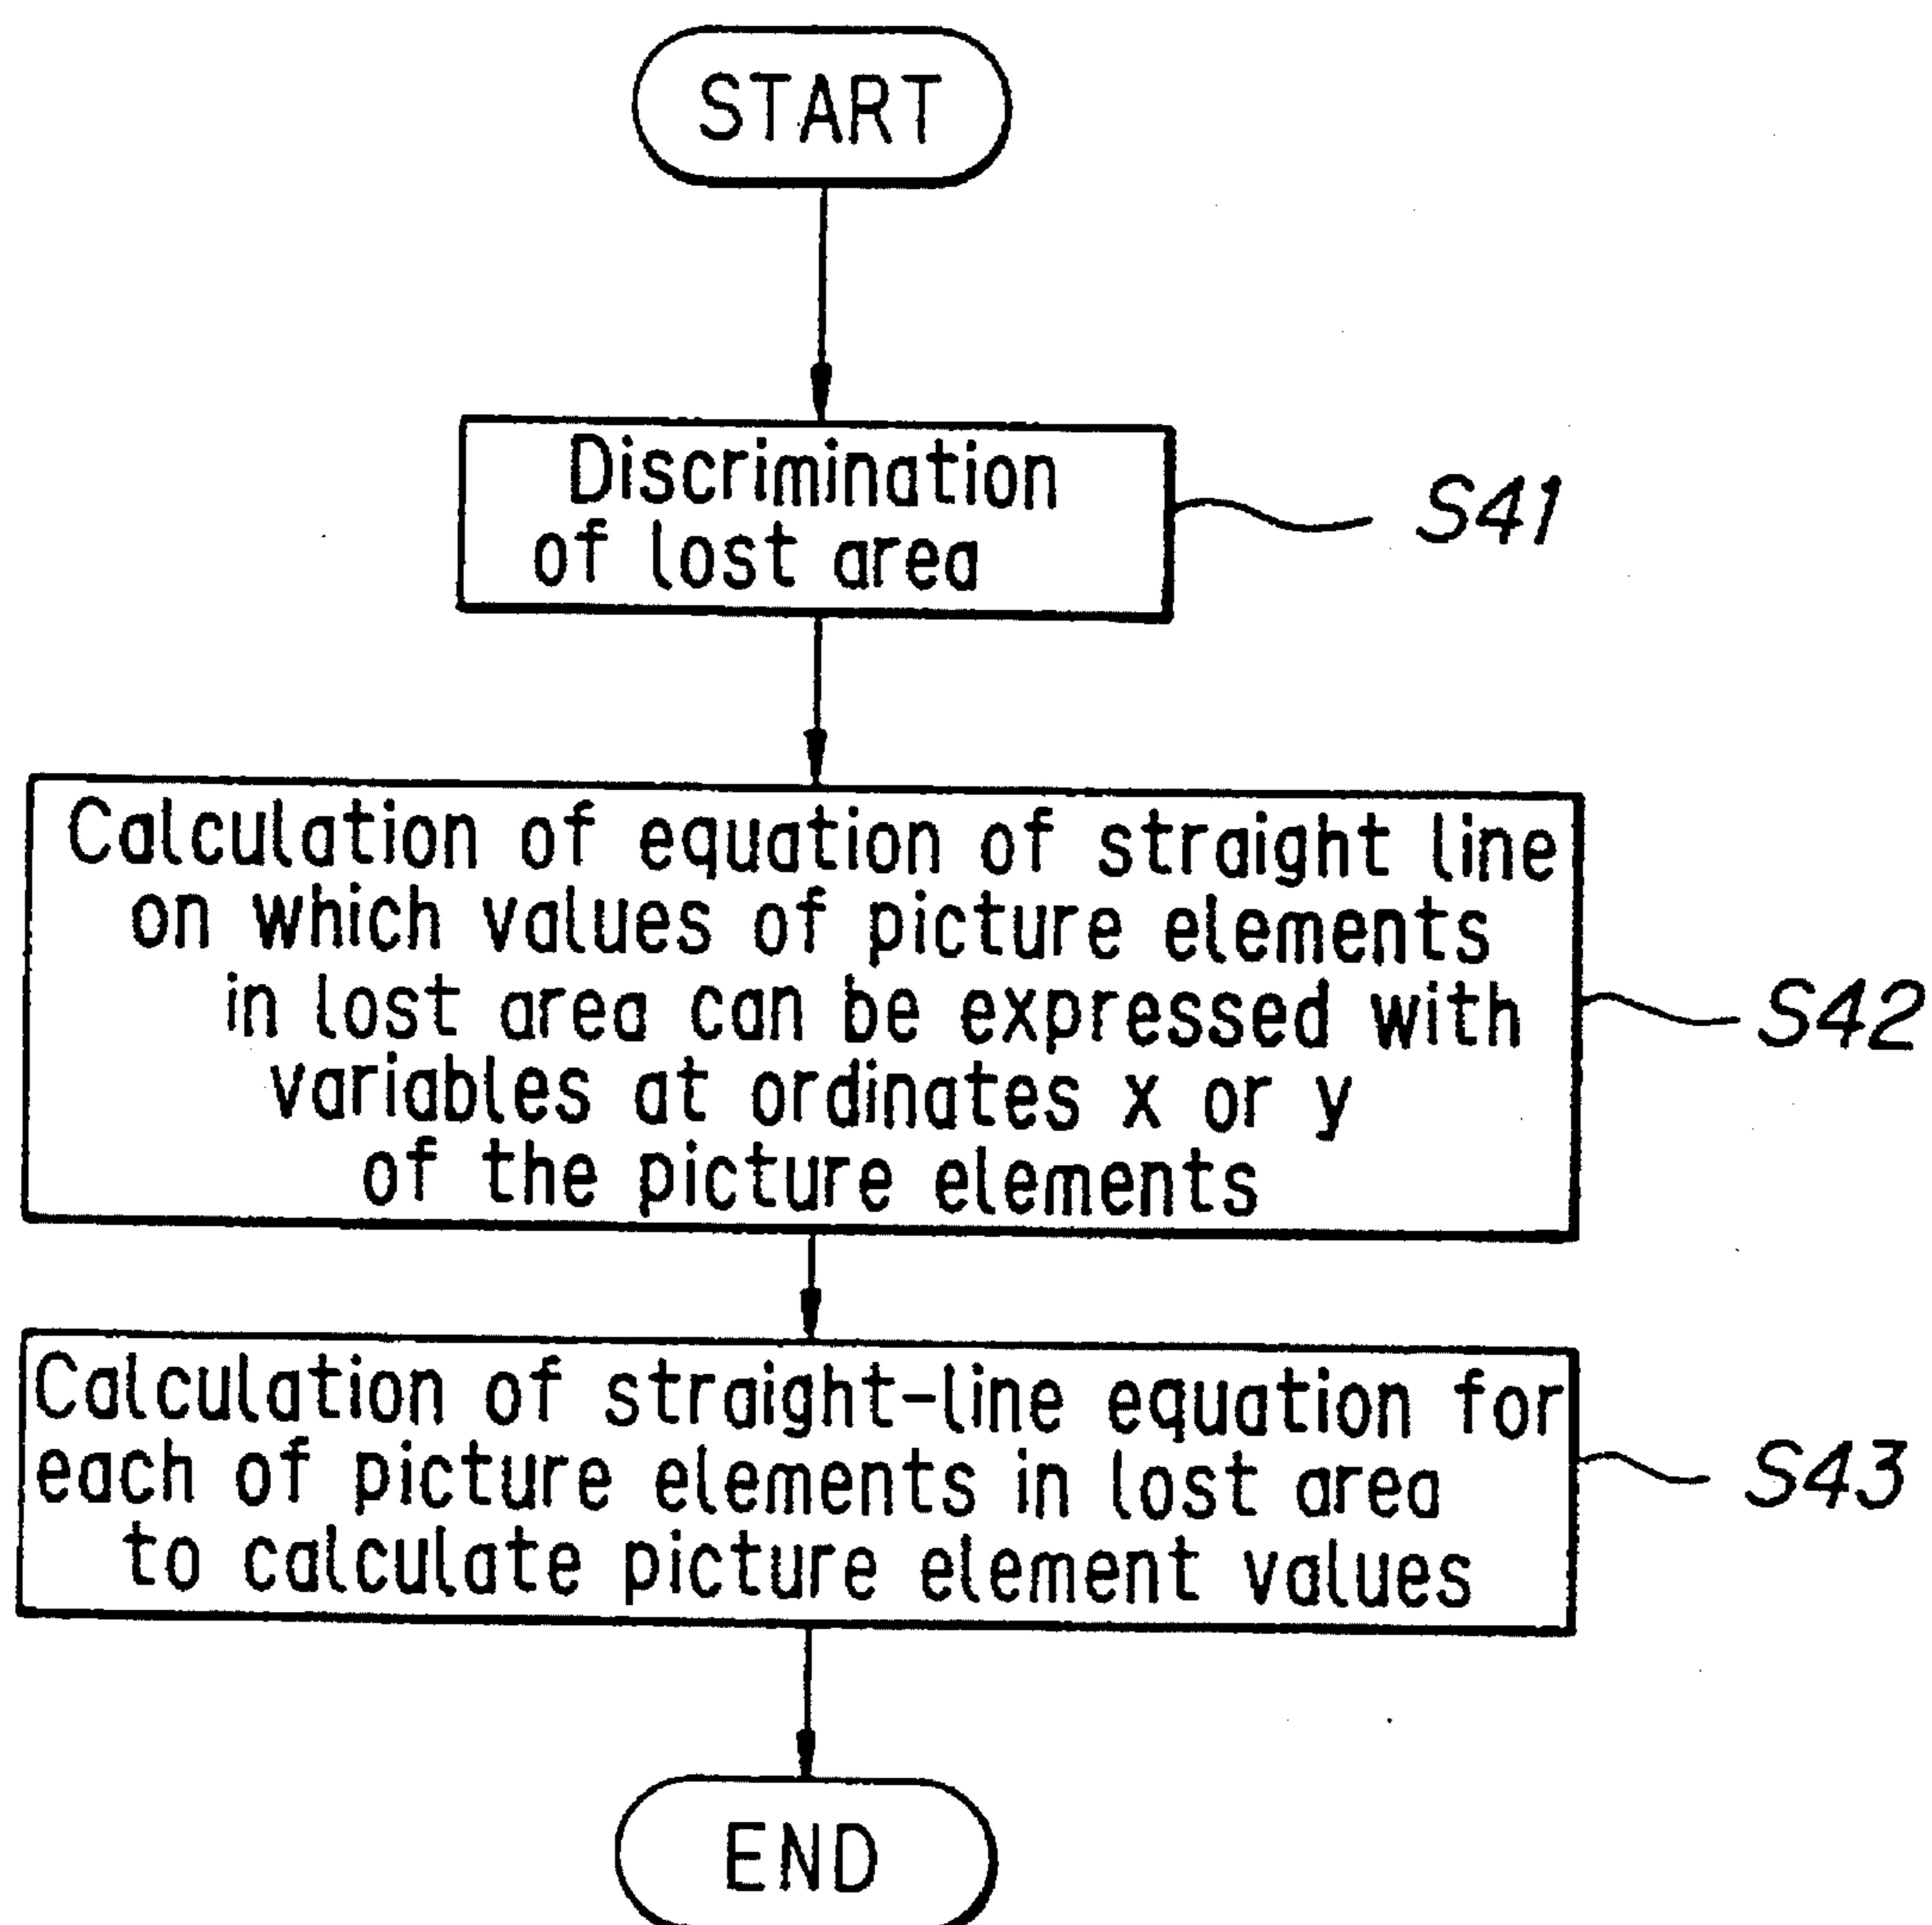 START
Discrimination
of lost area
S41
Calculation of equation of straight line
on which values of picture elements
in lost area can be expressed with
variables at ordinates x or y
of the picture elements
S42
Calculation of straight-line equation for
each of picture elements in lost area
to calculate picture element values
S43
END